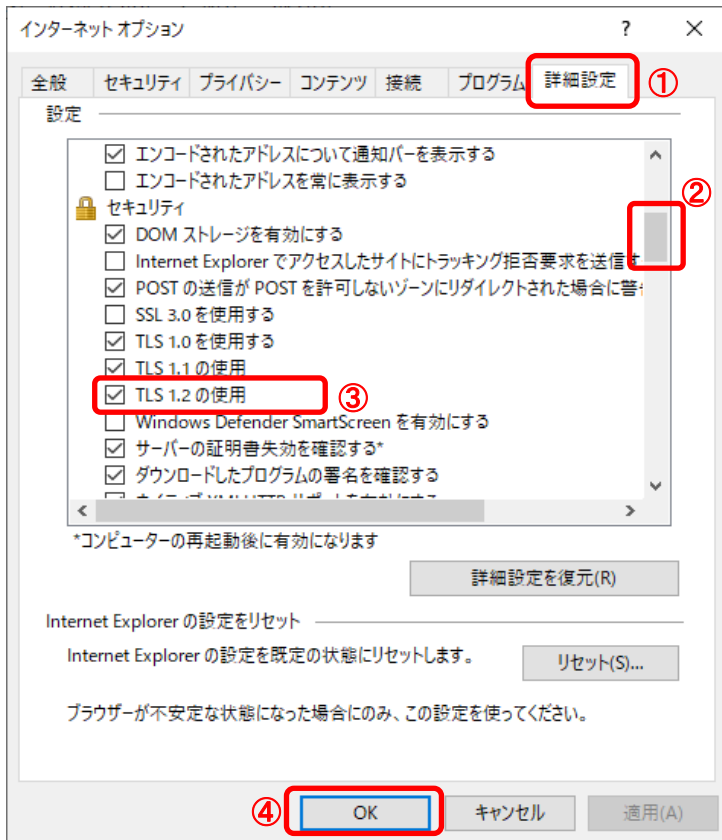 インターネット オプション ? ×
全般 セキュリティ プライバシー コンテンツ 接続 プログラム 詳細設定 ①
設定
エンコードされたアドレスについて通知バーを表示する
エンコードされたアドレスを常に表示する
②
セキュリティ
DOM ストレージを有効にする
Internet Explorer でアクセスしたサイトにトラッキング拒否要求を送信す
POST の送信が POST を許可しないゾーンにリダイレクトされた場合に警
SSL 3.0 を使用する
TLS 1.0 を使用する
TLS 1.1 の使用
TLS 1.2 の使用 ③
Windows Defender SmartScreen を有効にする
サーバーの証明書失効を確認する*
ダウンロードしたプログラムの署名を確認する
*コンピューターの再起動後に有効になります
詳細設定を復元(R)
Internet Explorer の設定をリセット
Internet Explorer の設定を既定の状態にリセットします。
リセット(S)...
ブラウザーが不安定な状態になった場合にのみ、この設定を使ってください。
④ OK キャンセル 適用(A)